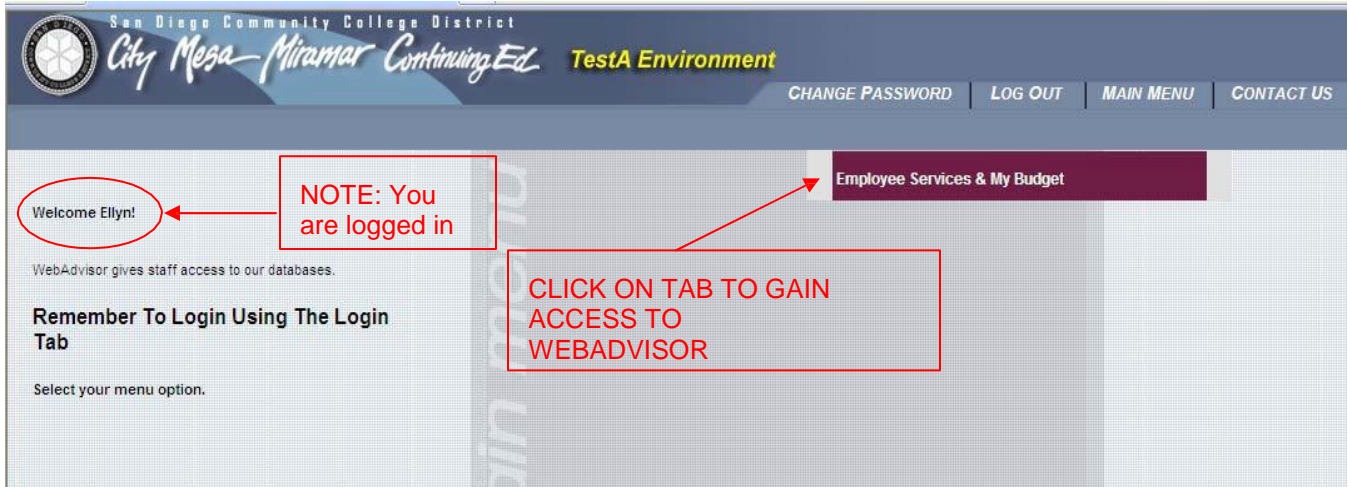 San Diego Community College District
City Mesa Miramar Continuing Ed.
TestA Environment
CHANGE PASSWORD LOG OUT MAIN MENU CONTACT US
Employee Services & My Budget
NOTE: You
are logged in
Welcome Ellyn!
WebAdvisor gives staff access to our databases.
CLICK ON TAB TO GAIN
ACCESS TO
WEBADVISOR
Remember To Login Using The Login
Tab
Select your menu option.
ain menu